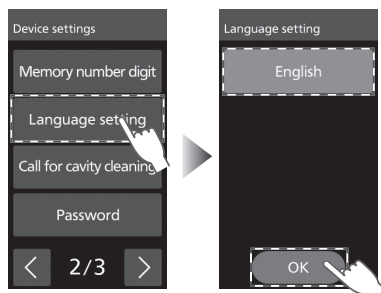 Device settings
Memory number digit
Language setting
Call for cavity cleaning
Password
< 2/3 >
Language setting
English
OK